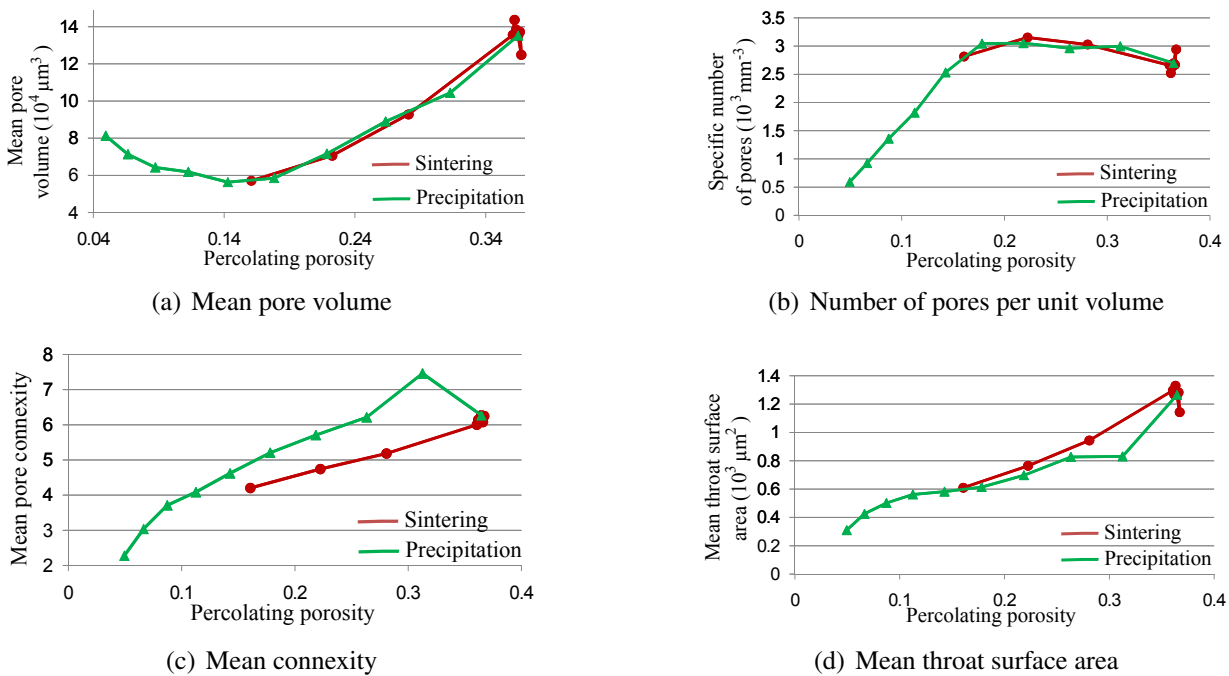 Mean pore
volume (10⁴ µm³)
14
12
10
8
6
4
0.04
0.14
0.24
0.34
Sintering
Precipitation
Percolating porosity
(a) Mean pore volume
Specific number
of pores (10³ mm⁻³)
3.5
3
2.5
2
1.5
1
0.5
0
0
0.1
0.2
0.3
0.4
Sintering
Precipitation
Percolating porosity
(b) Number of pores per unit volume
Mean pore connexity
8
7
6
5
4
3
2
0
0.1
0.2
0.3
0.4
Sintering
Precipitation
Percolating porosity
(c) Mean connexity
Mean throat surface
area (10³ µm²)
1.4
1.2
1
0.8
0.6
0.4
0.2
0
0
0.1
0.2
0.3
0.4
Sintering
Precipitation
Percolating porosity
(d) Mean throat surface area